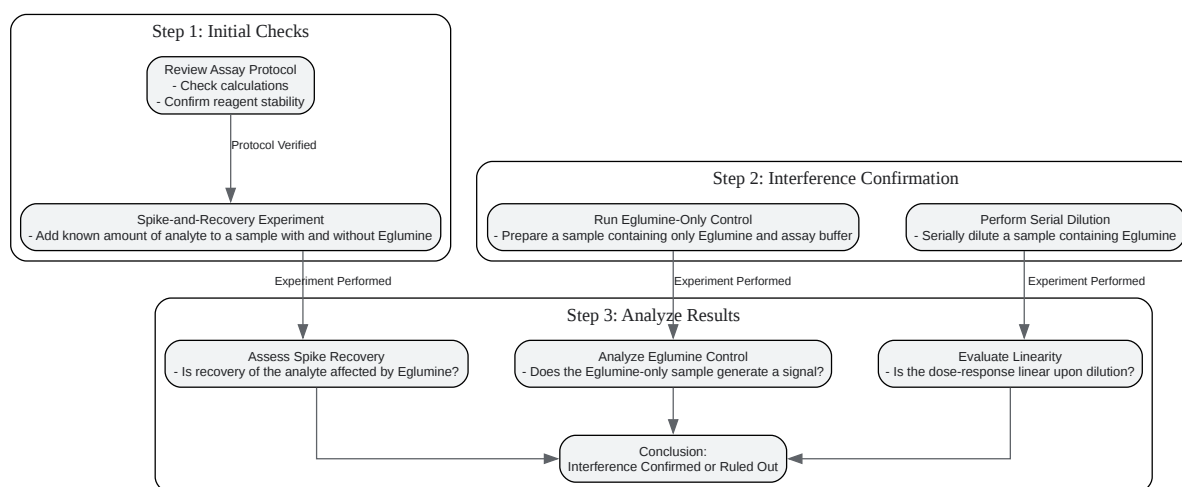 Step 1: Initial Checks
Review Assay Protocol
- Check calculations
- Confirm reagent stability
Protocol Verified
Step 2: Interference Confirmation
Spike-and-Recovery Experiment
- Add known amount of analyte to a sample with and without Eglumine
Run Eglumine-Only Control
- Prepare a sample containing only Eglumine and assay buffer
Perform Serial Dilution
- Serially dilute a sample containing Eglumine
Experiment Performed
Experiment Performed
Experiment Performed
Step 3: Analyze Results
Assess Spike Recovery
- Is recovery of the analyte affected by Eglumine?
Analyze Eglumine Control
- Does the Eglumine-only sample generate a signal?
Evaluate Linearity
- Is the dose-response linear upon dilution?
Conclusion:
Interference Confirmed or Ruled Out